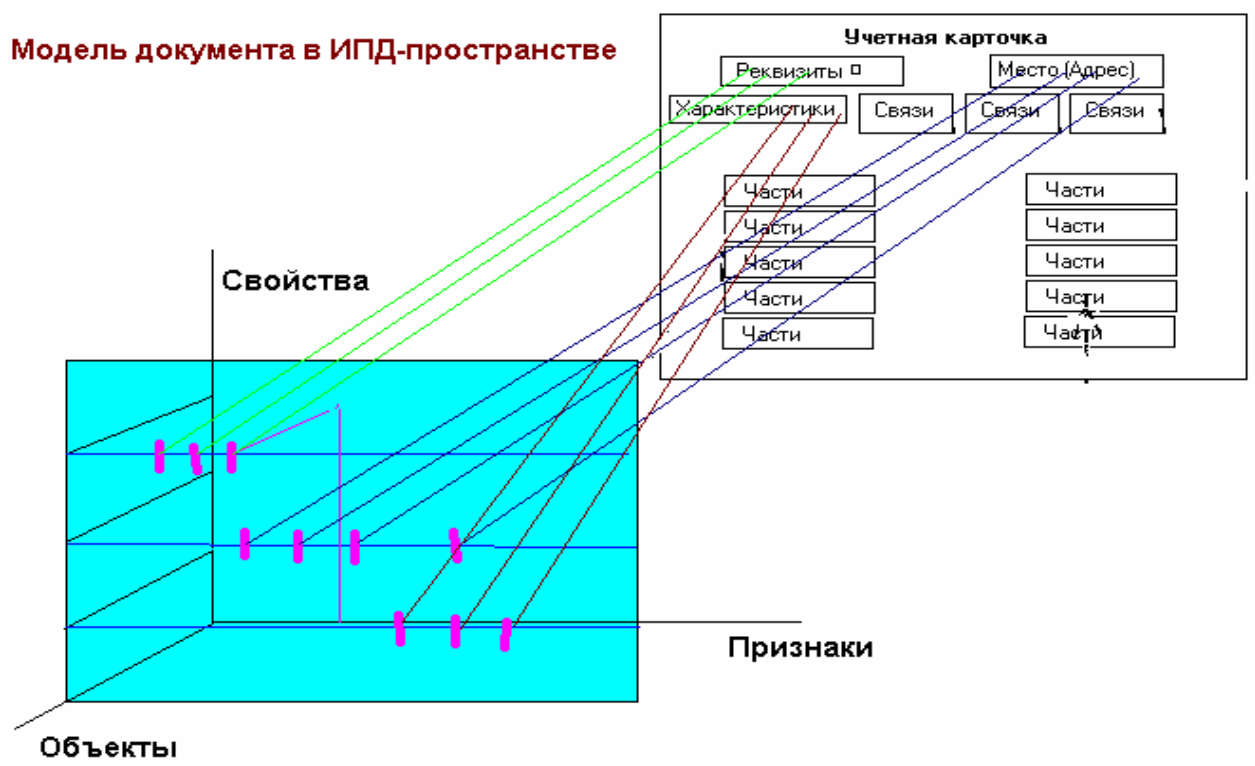 Модель документа в ИПД-пространстве
Учетная карточка
Реквизиты
Место (Адрес)
Характеристики
Связи
Связи
Связи
Части
Части
Части
Части
Части
Части
Части
Части
Части
Части
Свойства
Признаки
Объекты